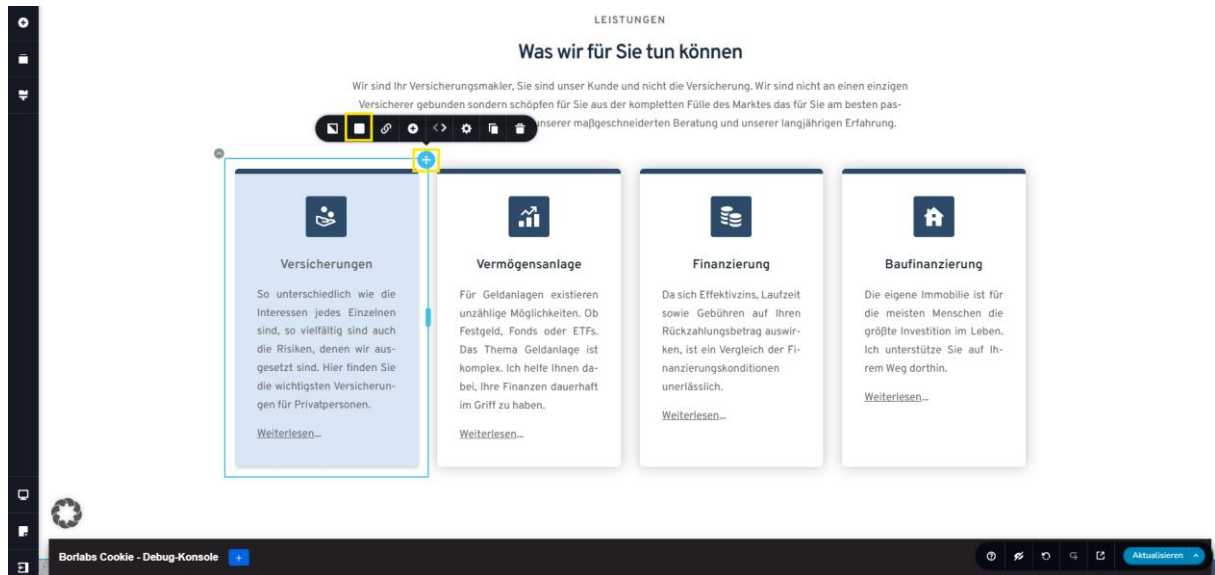 LEISTUNGEN
Was wir für Sie tun können
Wir sind Ihr Versicherungsmakler, Sie sind unser Kunde und nicht die Versicherung. Wir sind nicht an einen einzigen
Versicherer gebunden sondern schöpfen für Sie aus der kompletten Fülle des Marktes das für Sie am besten pas-
unserer maßgeschneiderten Beratung und unserer langjährigen Erfahrung.
Versicherungen
So unterschiedlich wie die
Interessen jedes Einzelnen
sind, so vielfältig sind auch
die Risiken, denen wir aus-
gesetzt sind. Hier finden Sie
die wichtigsten Versicherun-
gen für Privatpersonen.
Weiterlesen...
Vermögensanlage
Für Geldanlagen existieren
unzählige Möglichkeiten. Ob
Festgeld, Fonds oder ETFs.
Das Thema Geldanlage ist
komplex. Ich helfe Ihnen da-
bei, Ihre Finanzen dauerhaft
im Griff zu haben.
Weiterlesen...
Finanzierung
Da sich Effektivzins, Laufzeit
sowie Gebühren auf Ihren
Rückzahlungsbetrag auswir-
ken, ist ein Vergleich der Fi-
nanzierungskonditionen
unerlässlich.
Weiterlesen...
Baufinanzierung
Die eigene Immobilie ist für
die meisten Menschen die
größte Investition im Leben.
Ich unterstütze Sie auf Ih-
rem Weg dorthin.
Weiterlesen...
Borlabs Cookie - Debug-Konsole +
Aktualisieren